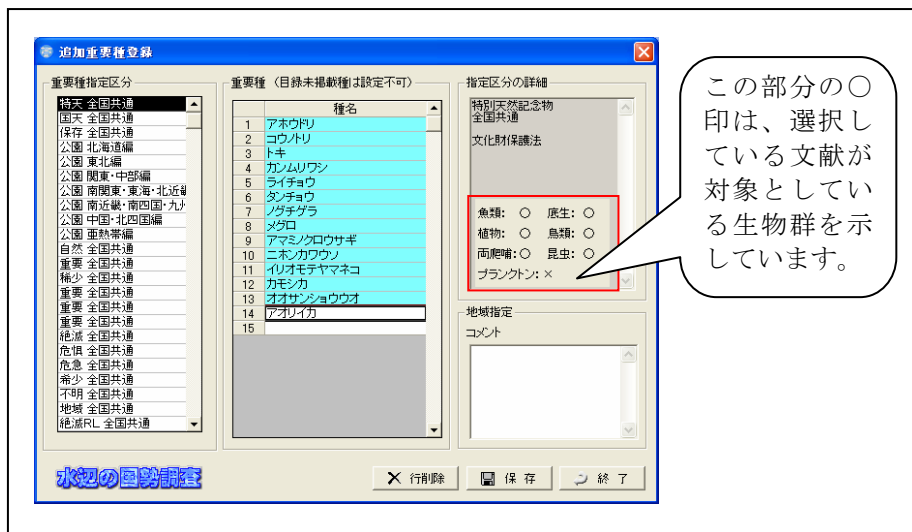 追加重要種登録
重要種指定区分
特天 全国共通
国天 全国共通
保存 全国共通
公園 北海道編
公園 東北編
公園 関東・中部編
公園 南関東・東海・北近畿
公園 南近畿・南四国・九州
公園 中国・北四国編
公園 亜熱帯編
自然 全国共通
重要 全国共通
稀少 全国共通
重要 全国共通
重要 全国共通
重要 全国共通
絶滅 全国共通
危惧 全国共通
危急 全国共通
希少 全国共通
不明 全国共通
地域 全国共通
絶滅RL 全国共通
重要種 (目録未掲載種は設定不可)
種名
1 アホウドリ
2 コウノトリ
3 トキ
4 カンムリワシ
5 ライチョウ
6 タンチョウ
7 ノグチゲラ
8 メグロ
9 アマミノクロウサギ
10 ニホンカワウソ
11 イリオモテヤマネコ
12 カモシカ
13 オオサンショウウオ
14 アオリイカ
15
指定区分の詳細
特別天然記念物
全国共通
文化財保護法
魚類: ○ 底生: ○
植物: ○ 鳥類: ○
両爬哺: ○ 昆虫: ○
プランクトン: ×
地域指定
コメント
水辺の国勢調査
行削除
保 存
終 了
この部分の○
印は、選択し
ている文献が
対象としてい
る生物群を示
しています。